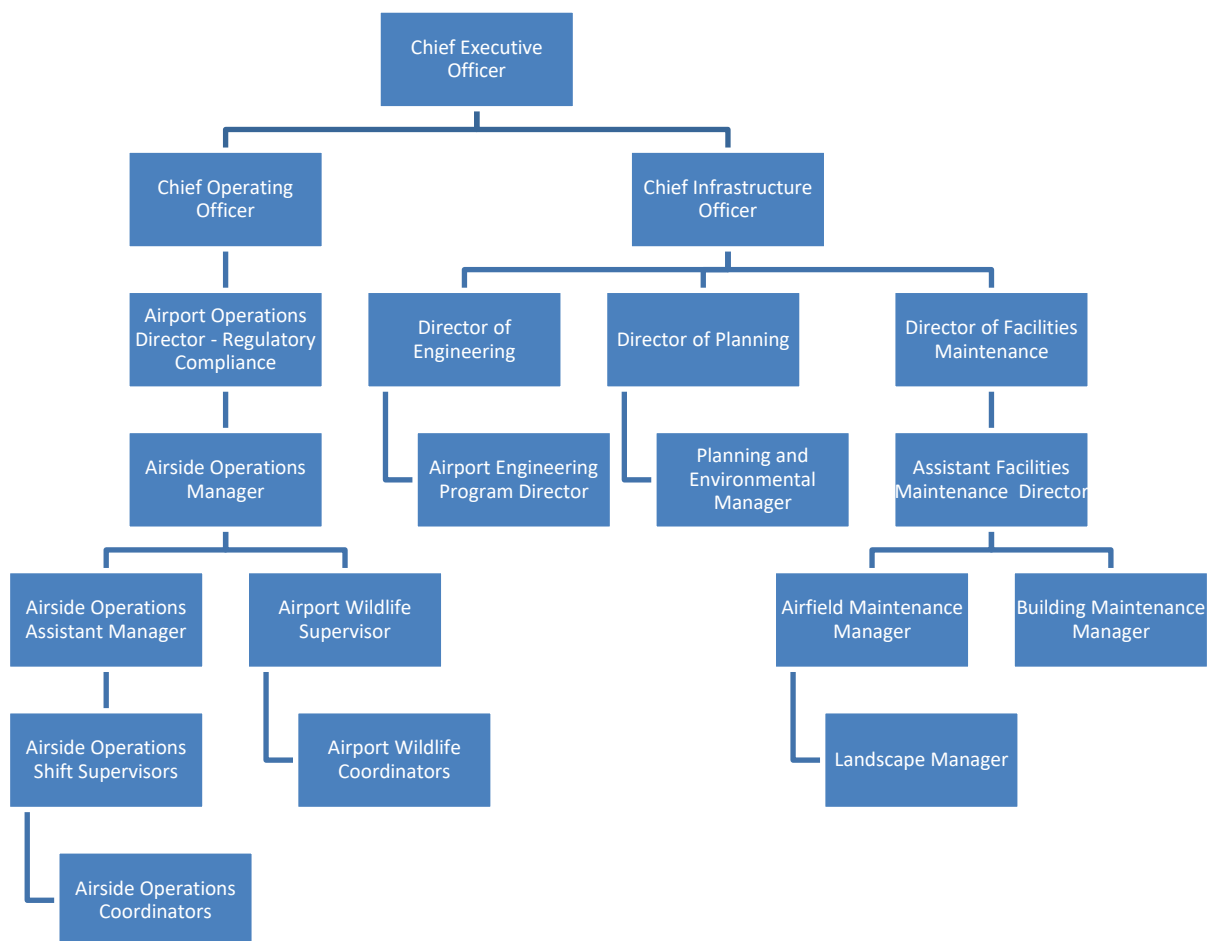 Chief Executive
Officer
Chief Operating
Officer
Chief Infrastructure
Officer
Airport Operations
Director - Regulatory
Compliance
Director of
Engineering
Director of Planning
Director of Facilities
Maintenance
Airside Operations
Manager
Airport Engineering
Program Director
Planning and
Environmental
Manager
Assistant Facilities
Maintenance Director
Airside Operations
Assistant Manager
Airport Wildlife
Supervisor
Airfield Maintenance
Manager
Building Maintenance
Manager
Airside Operations
Shift Supervisors
Airport Wildlife
Coordinators
Landscape Manager
Airside Operations
Coordinators